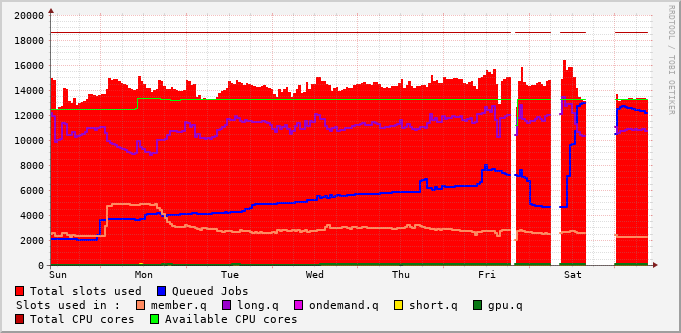 20000
18000
16000
14000
12000
10000
8000
6000
4000
2000
0
Sun Mon Tue Wed Thu Fri Sat
RRDTOOL / TOBI OETIKER
Total slots used Queued Jobs
Slots used in : member.q long.q ondemand.q short.q gpu.q
Total CPU cores Available CPU cores